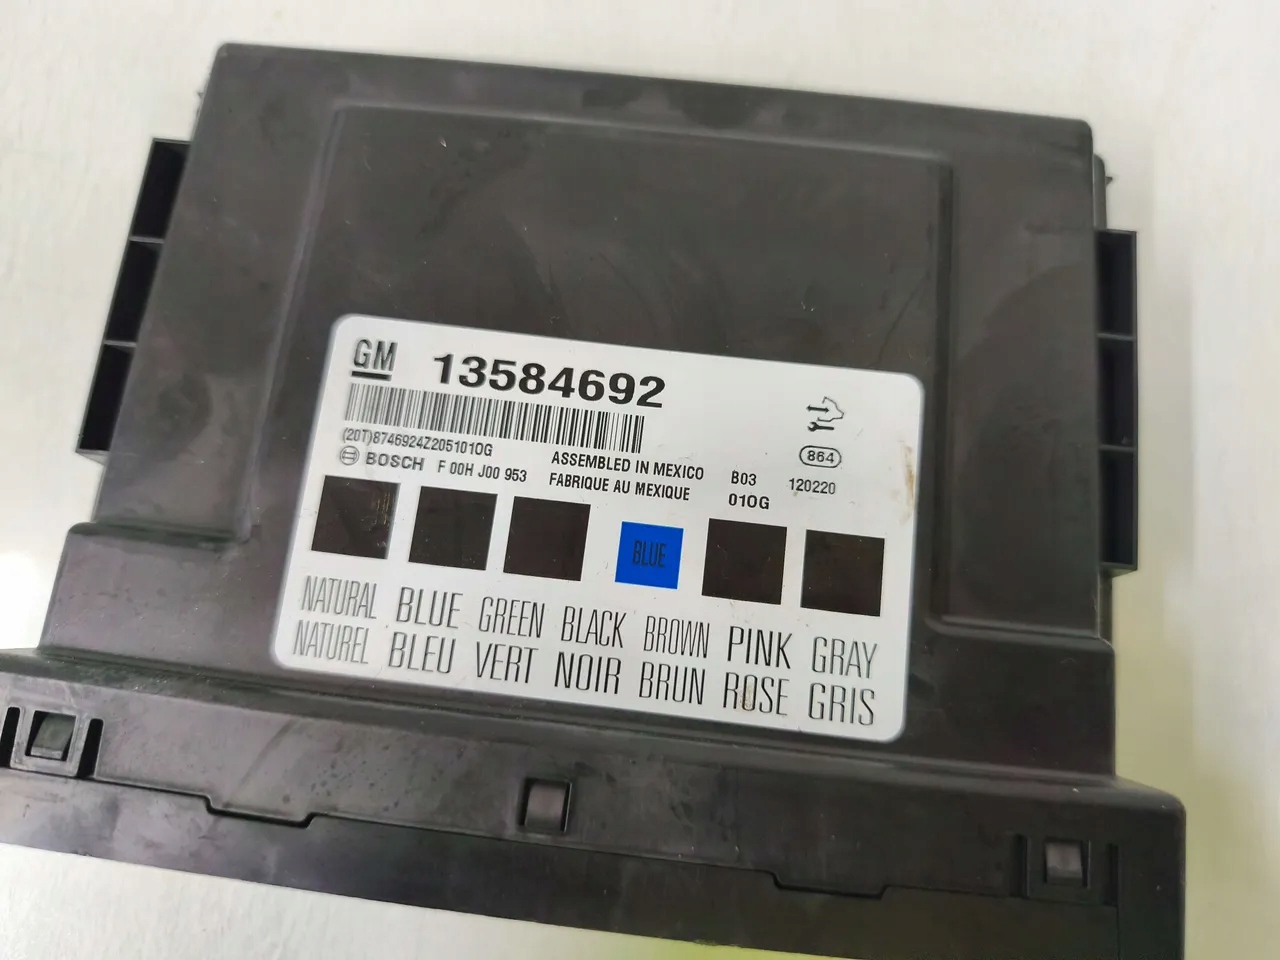 GM 13584692
(20T)8746924Z205101OG
BOSCH F 00H J00 953
ASSEMBLED IN MEXICO
FABRIQUE AU MEXIQUE
B03
010G
864
120220
BLUE
NATURAL BLUE GREEN BLACK BROWN PINK GRAY
NATUREL BLEU VERT NOIR BRUN ROSE GRIS